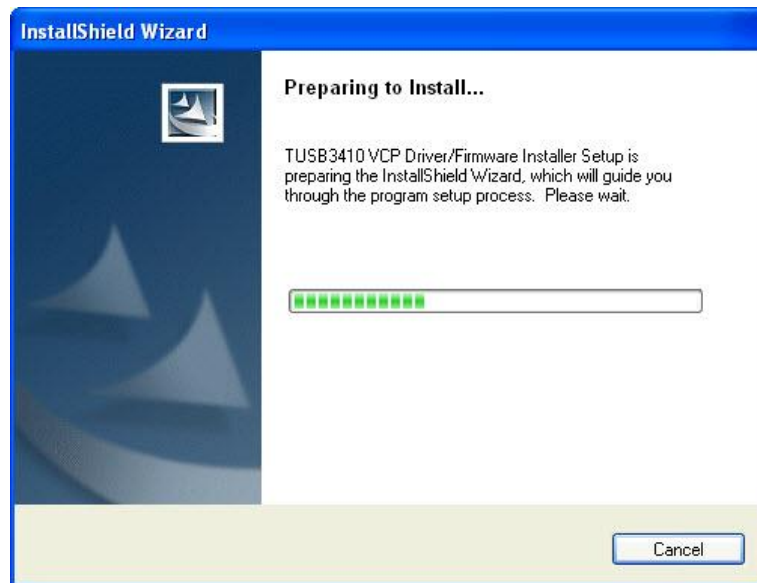 InstallShield Wizard
Preparing to Install...
TUSB3410 VCP Driver/Firmware Installer Setup is
preparing the InstallShield Wizard, which will guide you
through the program setup process. Please wait.
Cancel